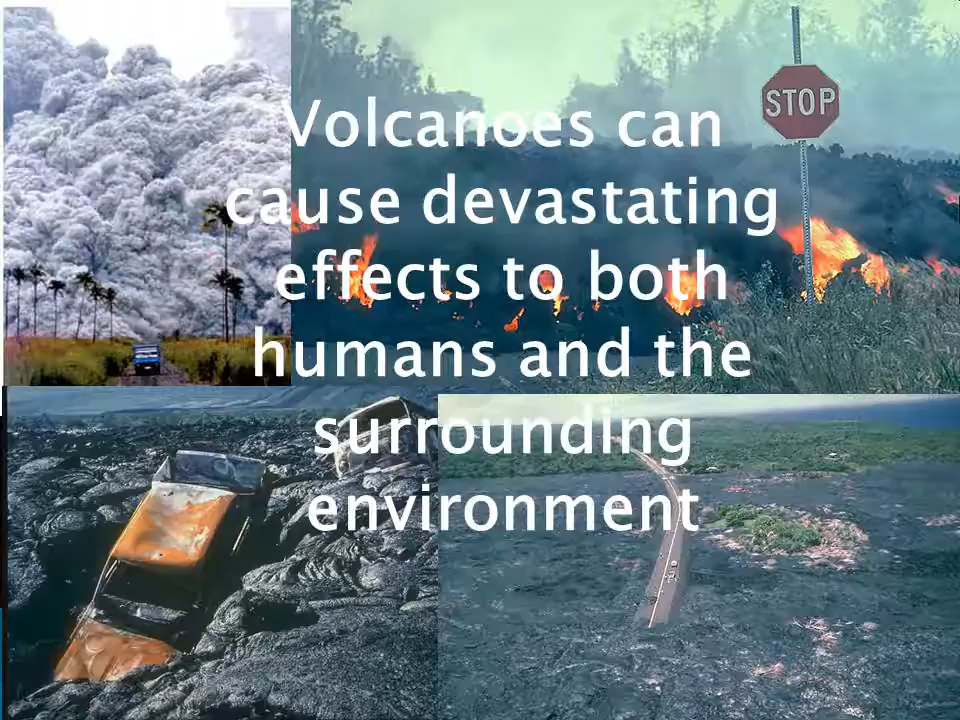 STOP
Volcanoes can
cause devastating
effects to both
humans and the
surrounding
environment